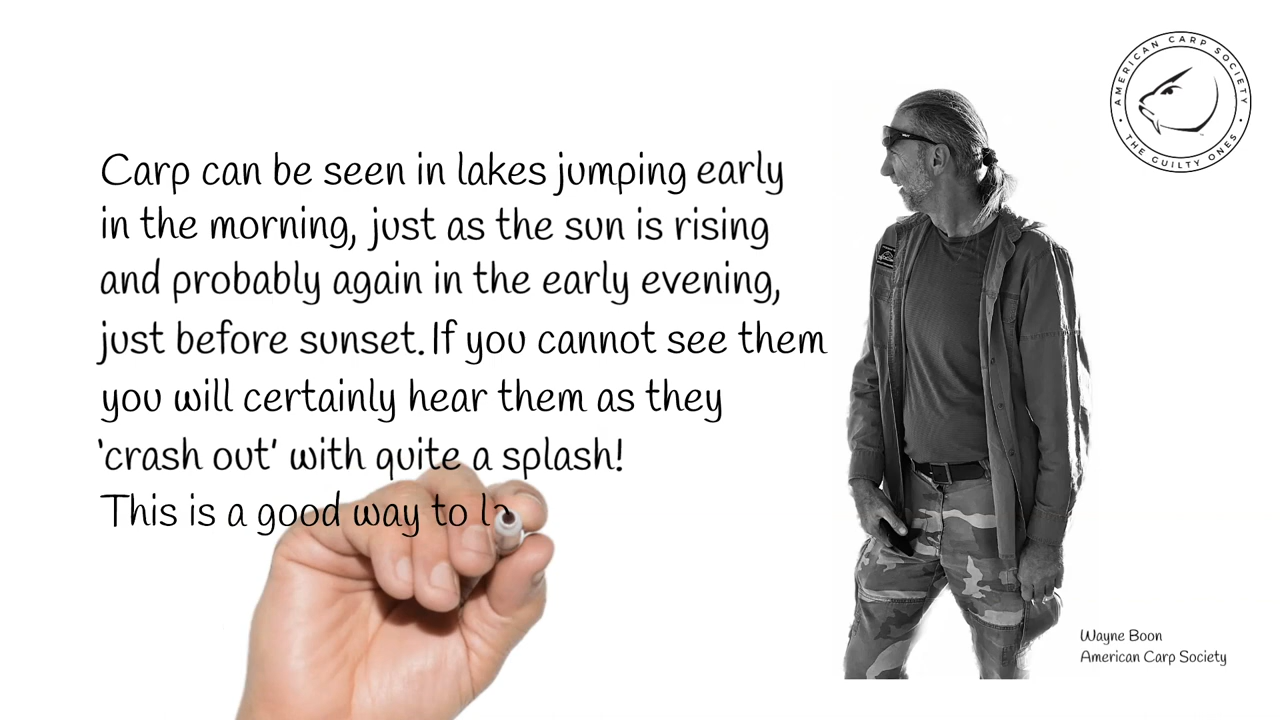 Carp can be seen in lakes jumping early
in the morning, just as the sun is rising
and probably again in the early evening,
just before sunset. If you cannot see them
you will certainly hear them as they
'crash out' with quite a splash!
This is a good way to
AMERICAN CARP SOCIETY
• THE GUILTY ONES •
Wayne Boon
American Carp Society